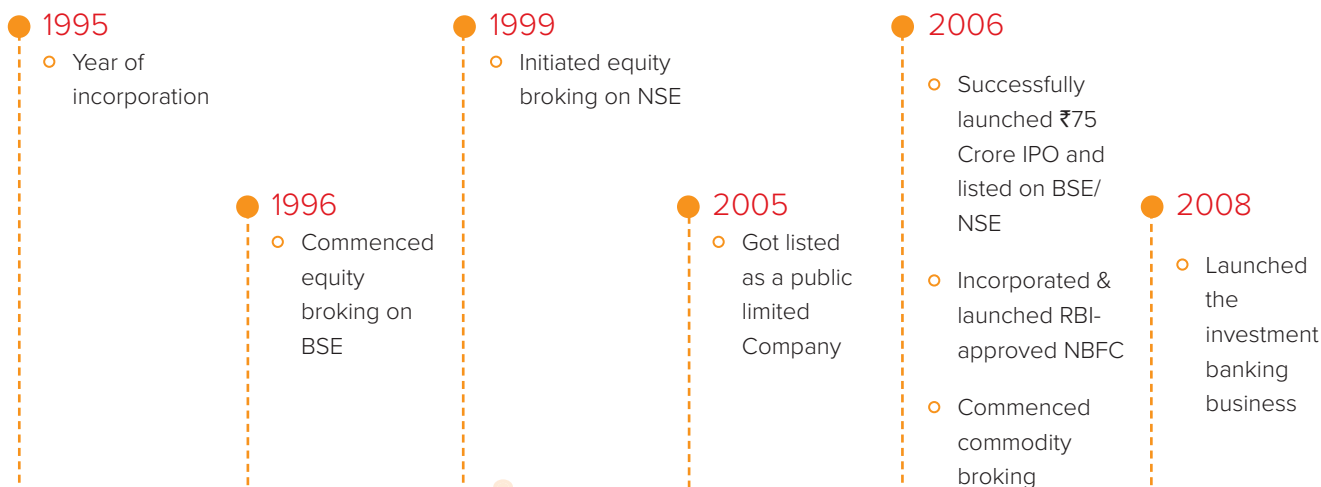 1995
Year of
incorporation
1996
Commenced
equity
broking on
BSE
1999
Initiated equity
broking on NSE
2005
Got listed
as a public
limited
Company
2006
Successfully
launched ₹75
Crore IPO and
listed on BSE/
NSE
Incorporated &
launched RBI-
approved NBFC
Commenced
commodity
broking
2008
Launched
the
investment
banking
business